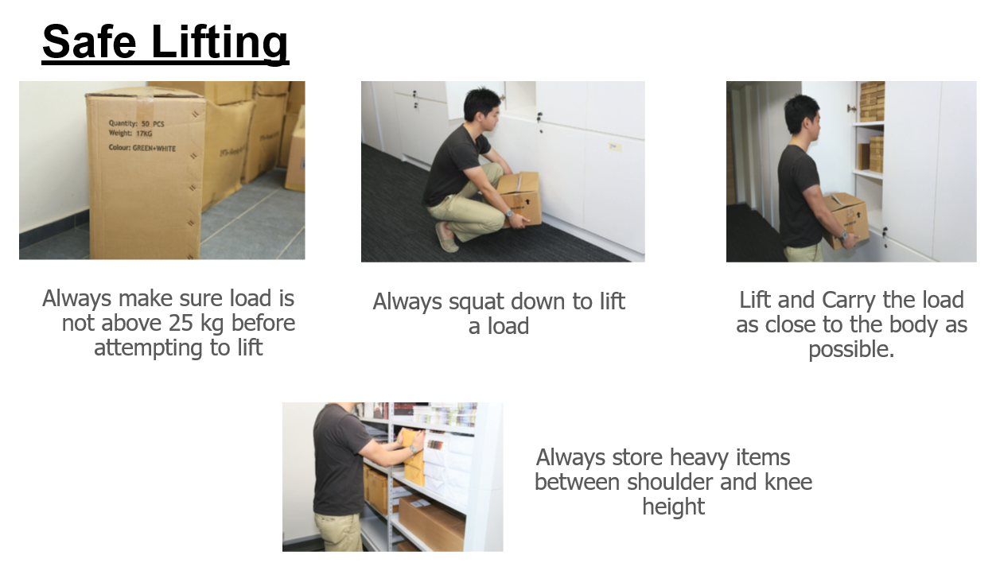 Safe Lifting
Quantity: 50 PCS
Weight: 17KG
Colour: GREEN+WHITE
Always make sure load is
not above 25 kg before
attempting to lift
Always squat down to lift
a load
Lift and Carry the load
as close to the body as
possible.
Always store heavy items
between shoulder and knee
height